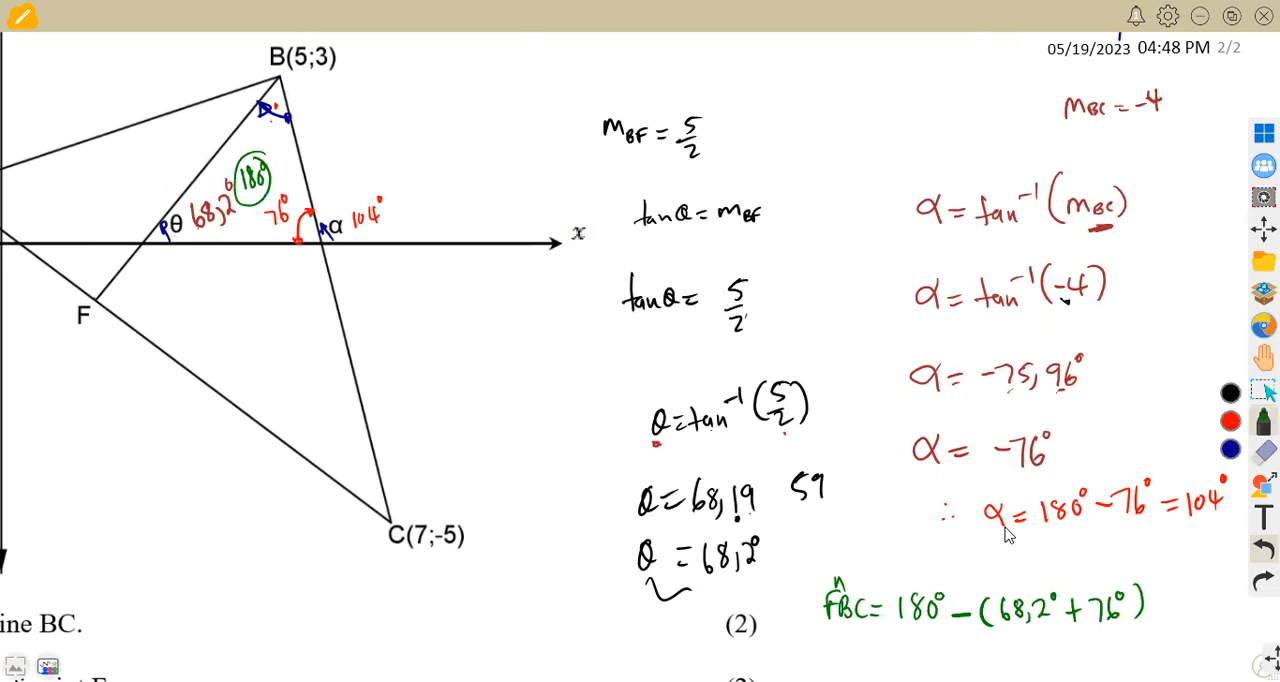 05/19/2023 04:48 PM 2/2
B(5;3)
θ 68,2° 180°
76° α 104°
x
F
C(7;-5)
ine BC.
(2)
m_BF = 5/2
tanθ = m_BF
tanθ = 5/2
θ = tan⁻¹(5/2)
θ = 68,19 59
θ = 68,2°
m_BC = -4
α = tan⁻¹(m_BC)
α = tan⁻¹(-4)
α = -75,96°
α = -76°
∴ α = 180° - 76° = 104°
FB̂C = 180° - (68,2° + 76°)
T